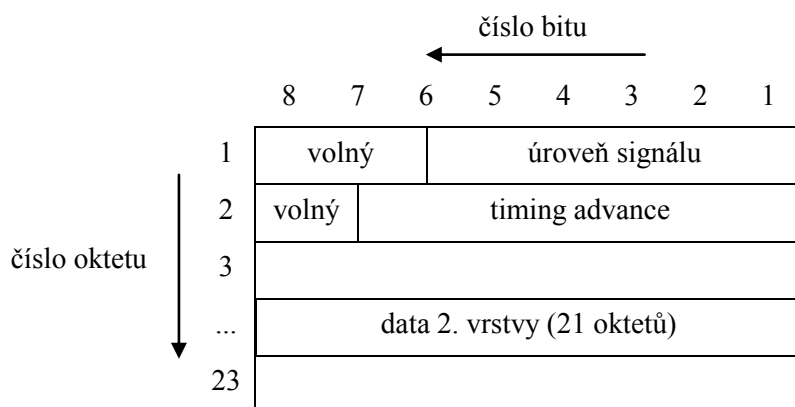 číslo bitu
8 7 6 5 4 3 2 1
1 volný úroveň signálu
2 volný timing advance
číslo oktetu
3
... data 2. vrstvy (21 oktetů)
23